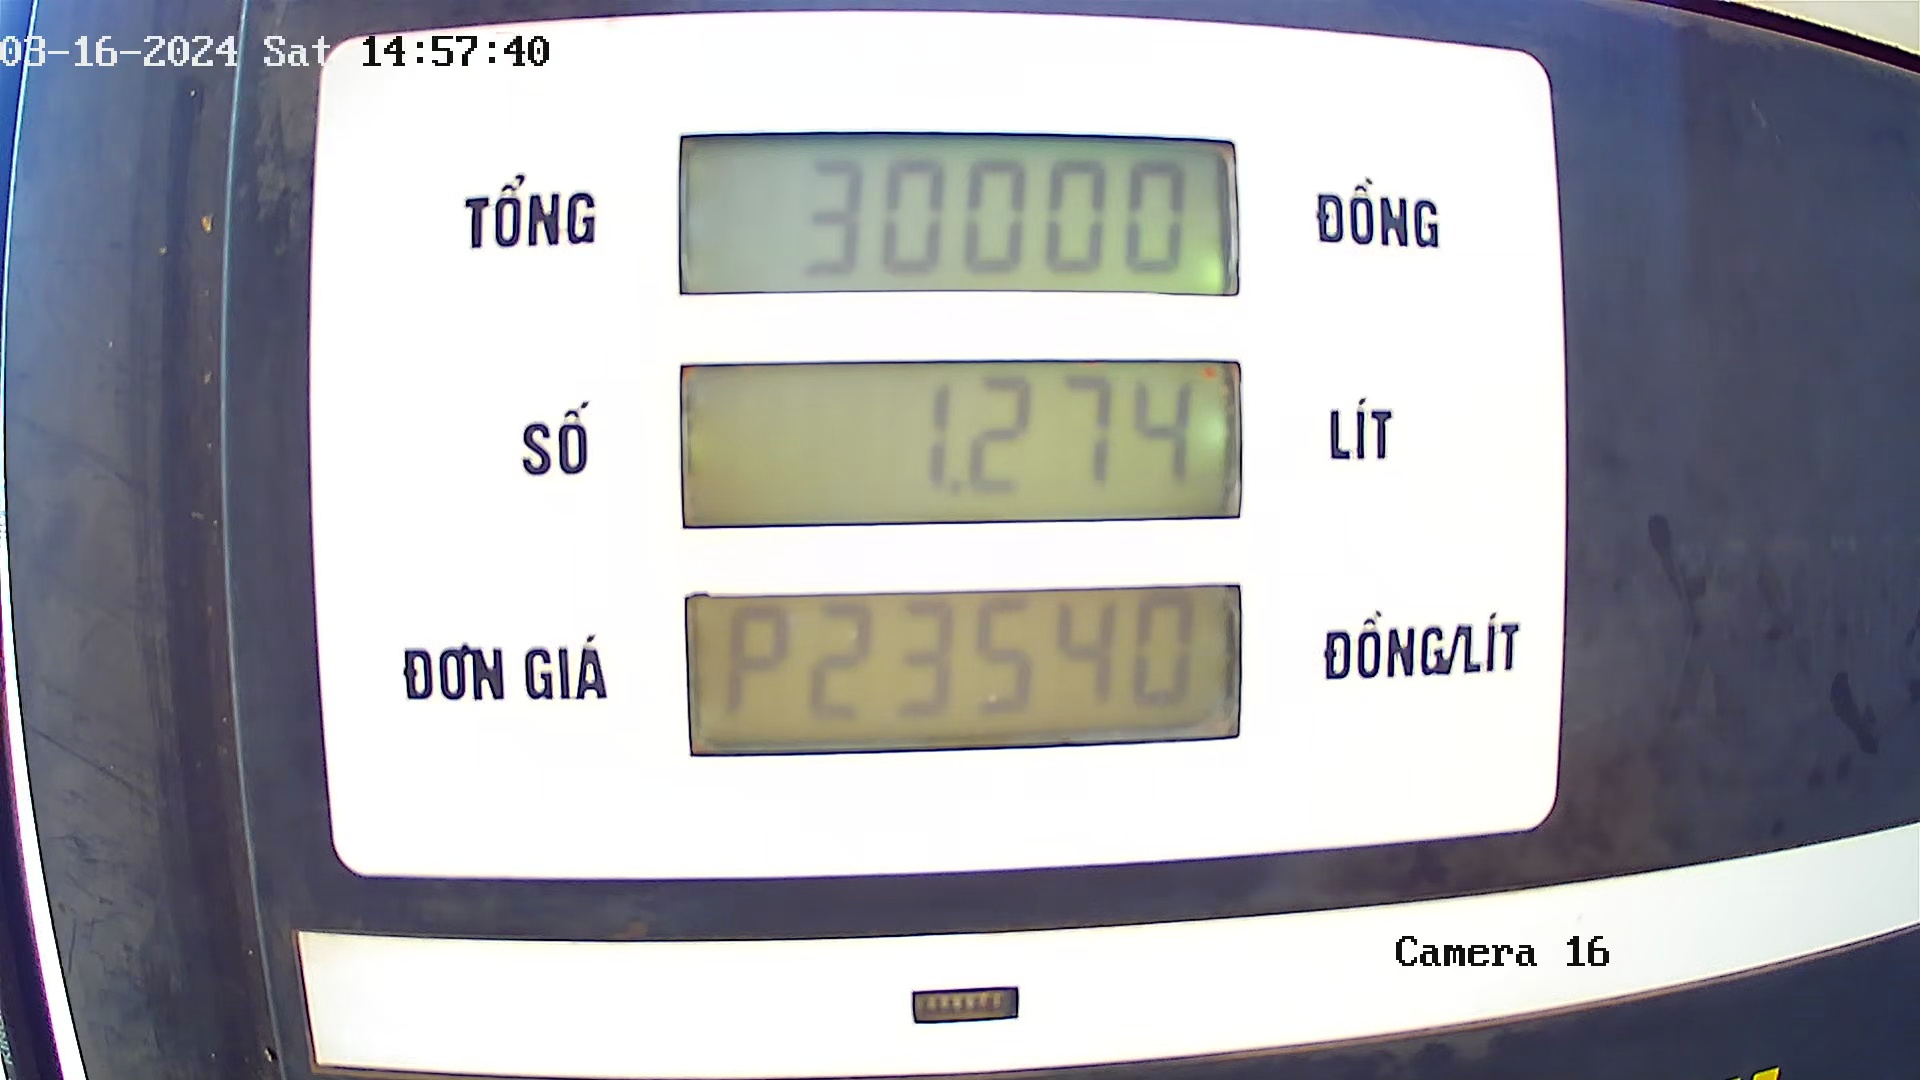 03-16-2024 Sat 14:57:40
TỔNG 30000 ĐỒNG
SỐ 1.274 LÍT
ĐƠN GIÁ P23540 ĐỒNG/LÍT
Camera 16